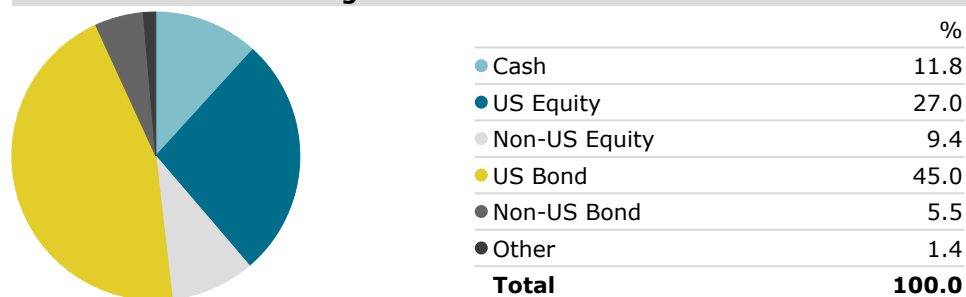 %
Cash 11.8
US Equity 27.0
Non-US Equity 9.4
US Bond 45.0
Non-US Bond 5.5
Other 1.4
Total 100.0